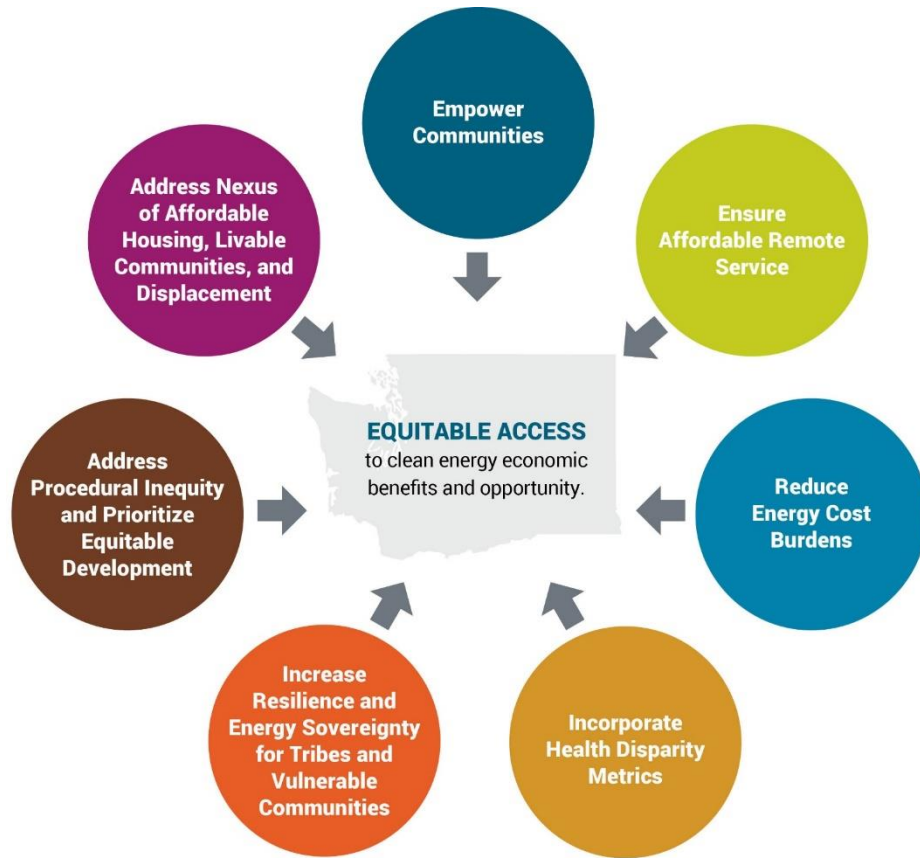 Empower
Communities
Ensure
Affordable Remote
Service
Reduce
Energy Cost
Burdens
Incorporate
Health Disparity
Metrics
Increase
Resilience and
Energy Sovereignty
for Tribes and
Vulnerable
Communities
Address
Procedural Inequity
and Prioritize
Equitable
Development
Address Nexus
of Affordable
Housing, Livable
Communities, and
Displacement
EQUITABLE ACCESS
to clean energy economic
benefits and opportunity.